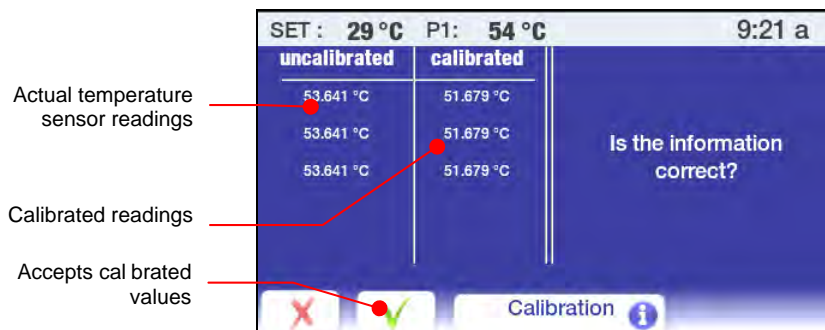 SET : 29 °C P1: 54 °C 9:21 a
uncalibrated calibrated
Actual temperature
sensor readings
53.641 °C 51.679 °C
53.641 °C 51.679 °C
53.641 °C 51.679 °C
Is the information
correct?
Calibrated readings
Accepts cal brated
values
Calibration i